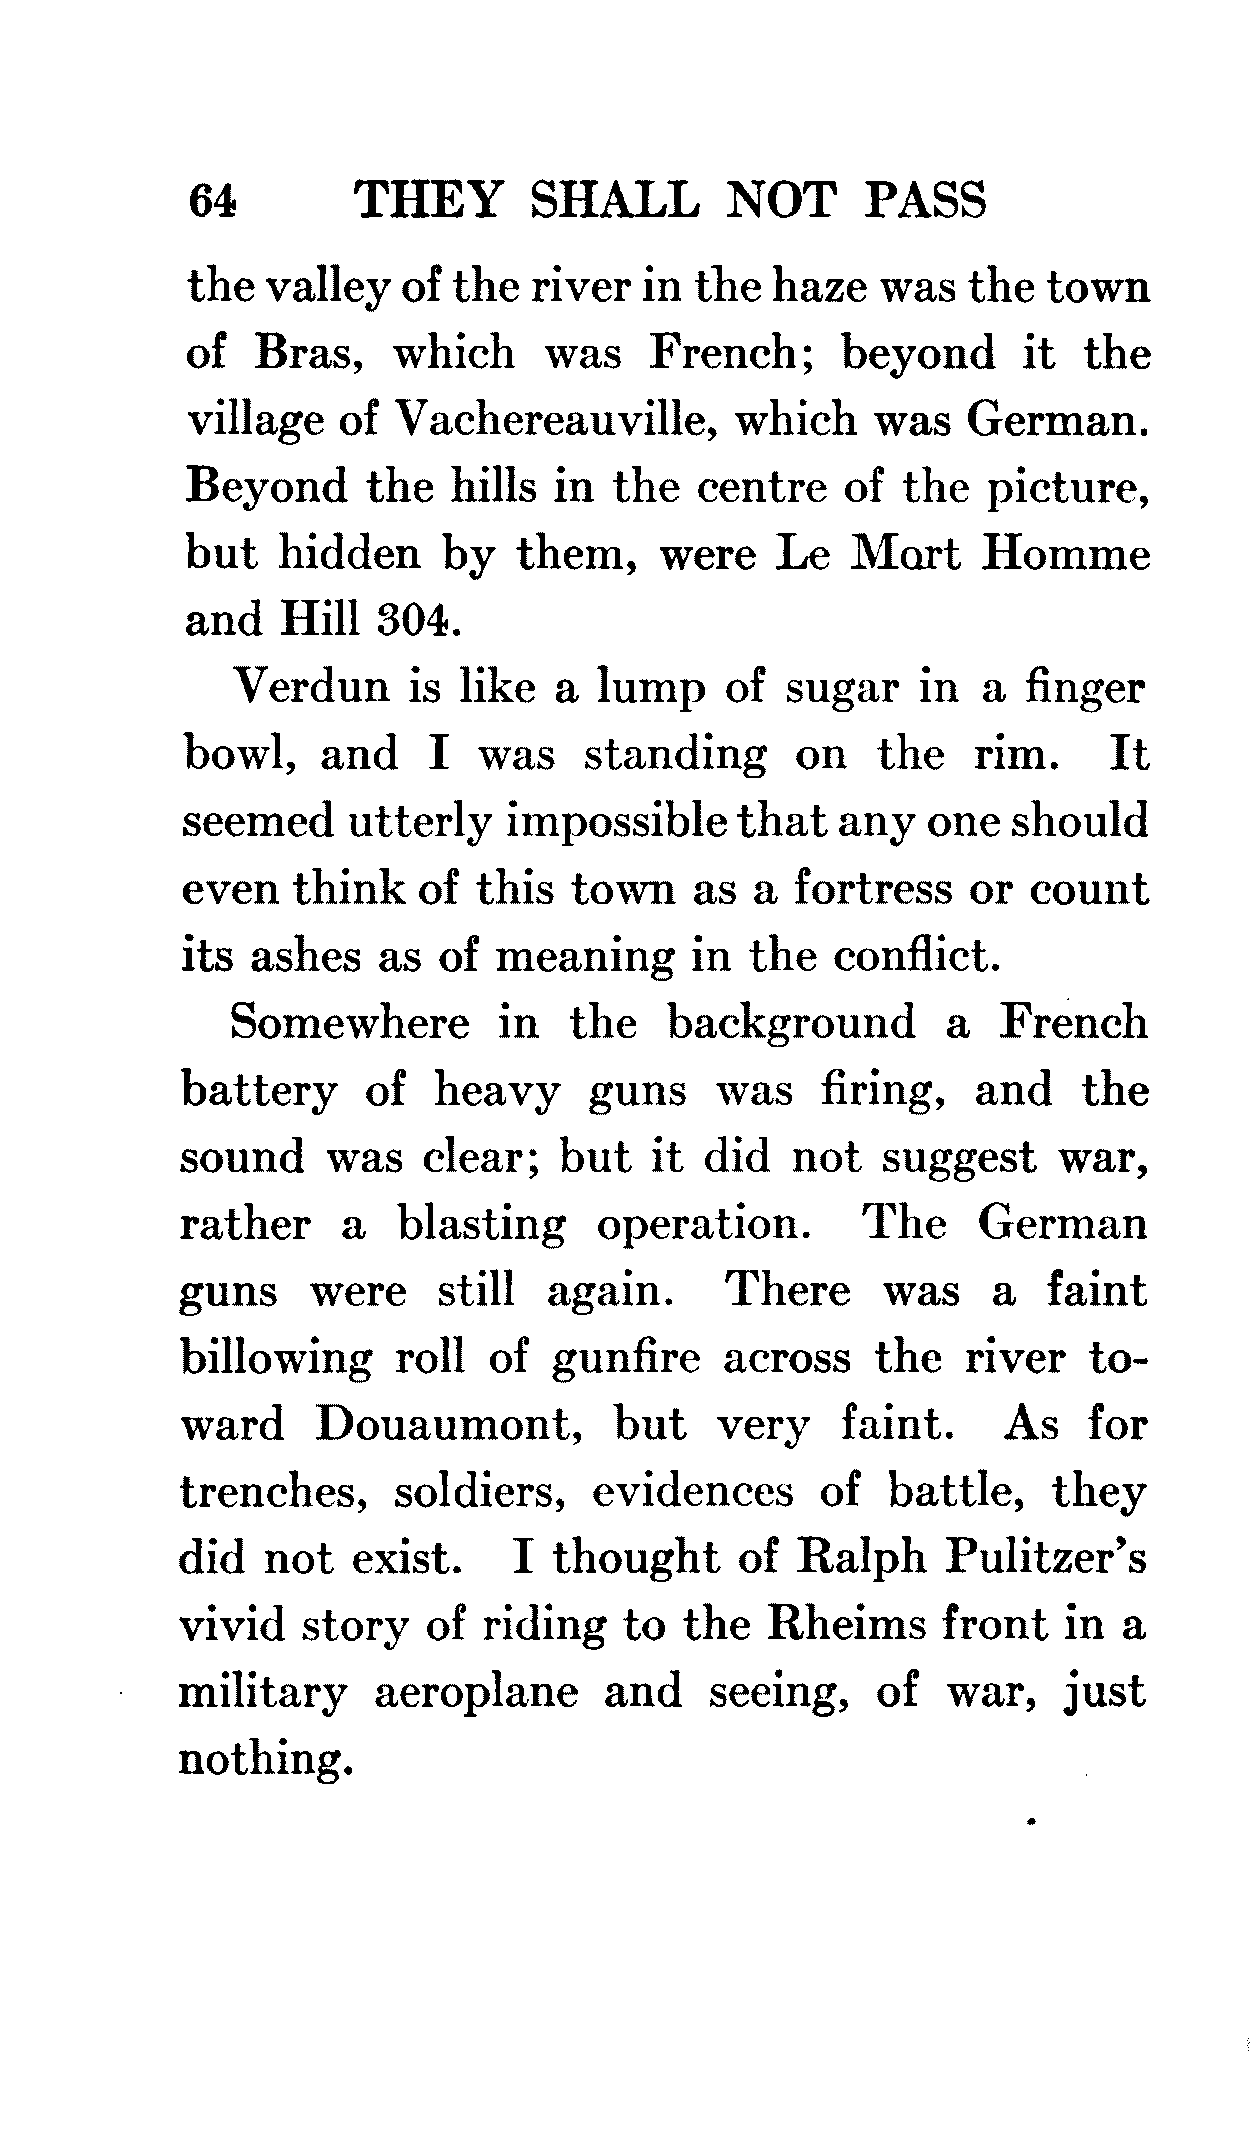 64 THEY SHALL NOT PASS
the valley of the river in the haze was the town
of Bras, which was French; beyond it the
village of Vachereauville, which was German.
Beyond the hills in the centre of the picture,
but hidden by them, were Le Mort Homme
and Hill 304.
Verdun is like a lump of sugar in a finger
bowl, and I was standing on the rim. It
seemed utterly impossible that any one should
even think of this town as a fortress or count
its ashes as of meaning in the conflict.
Somewhere in the background a French
battery of heavy guns was firing, and the
sound was clear; but it did not suggest war,
rather a blasting operation. The German
guns were still again. There was a faint
billowing roll of gunfire across the river to-
ward Douaumont, but very faint. As for
trenches, soldiers, evidences of battle, they
did not exist. I thought of Ralph Pulitzer's
vivid story of riding to the Rheims front in a
military aeroplane and seeing, of war, just
nothing.